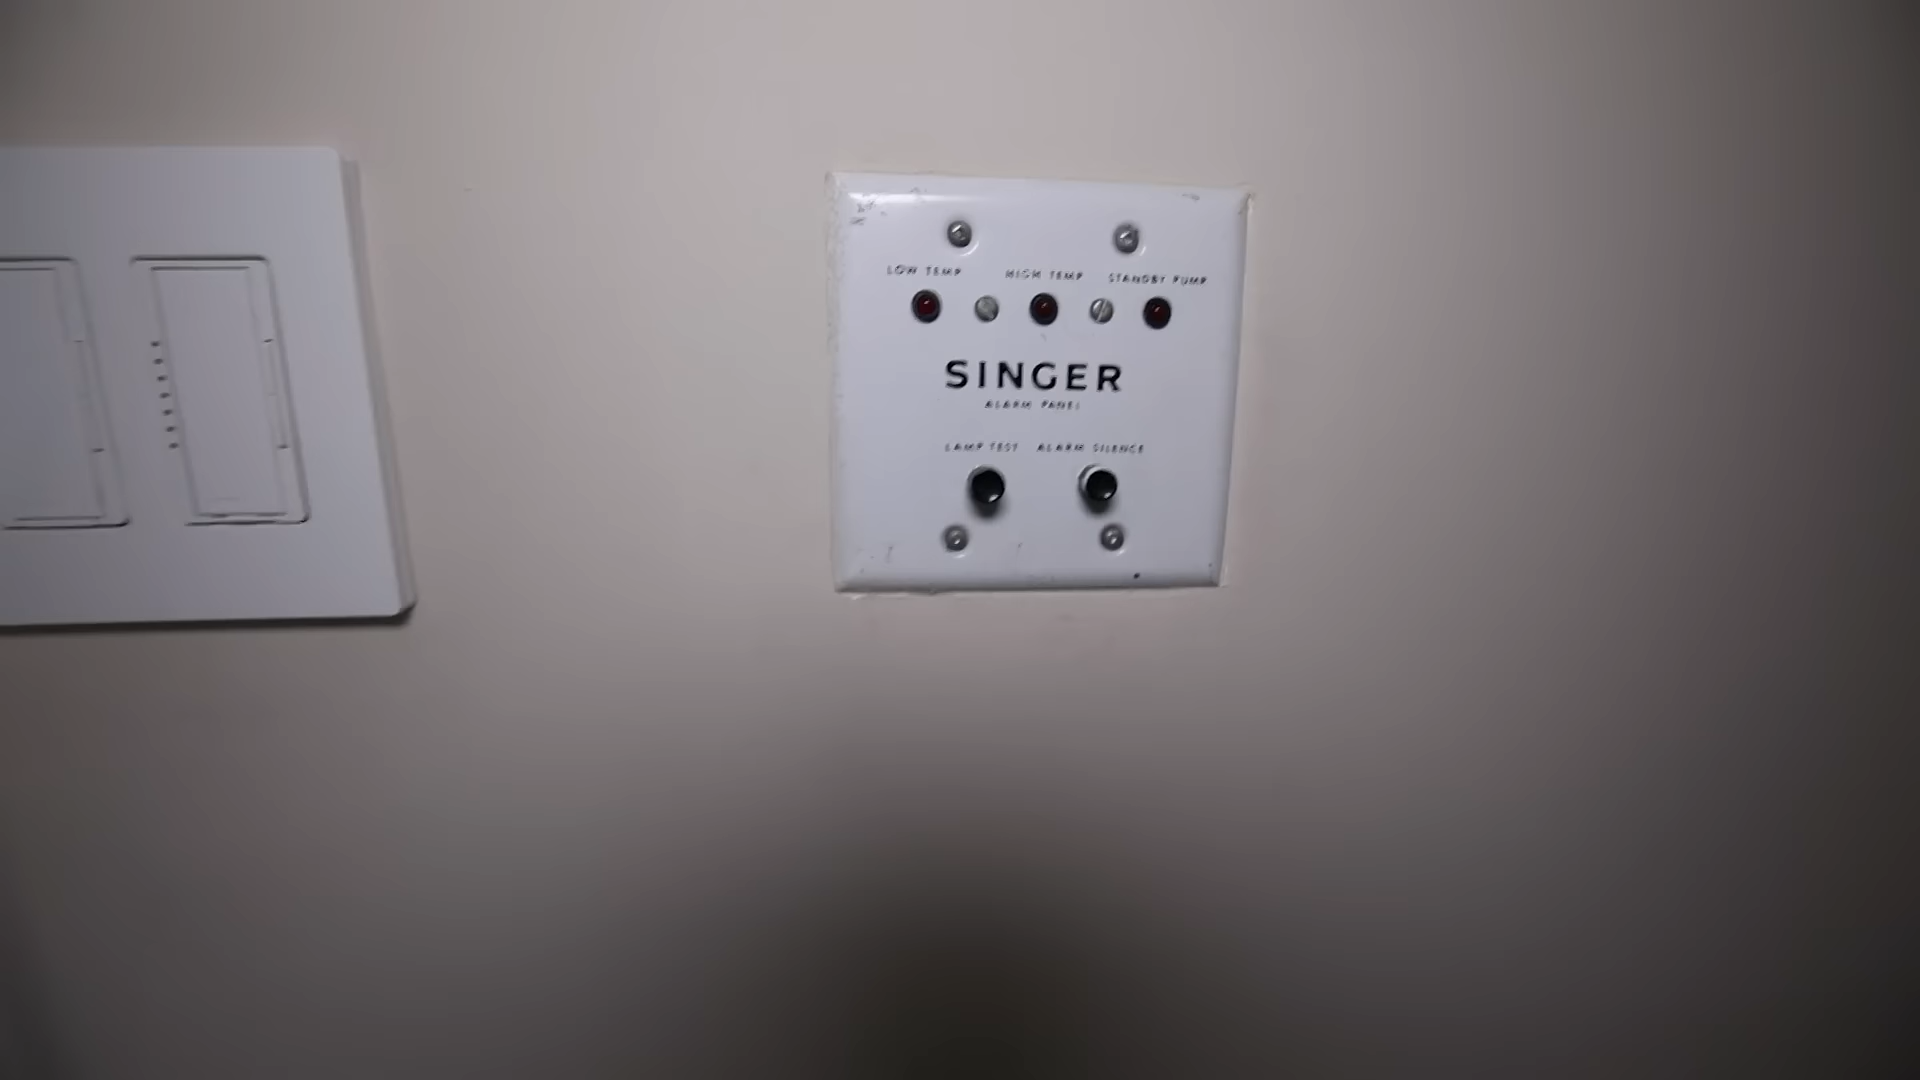 LOW TEMP HIGH TEMP STANDBY PUMP
SINGER
ALARM PANEL
LAMP TEST ALARM SILENCE